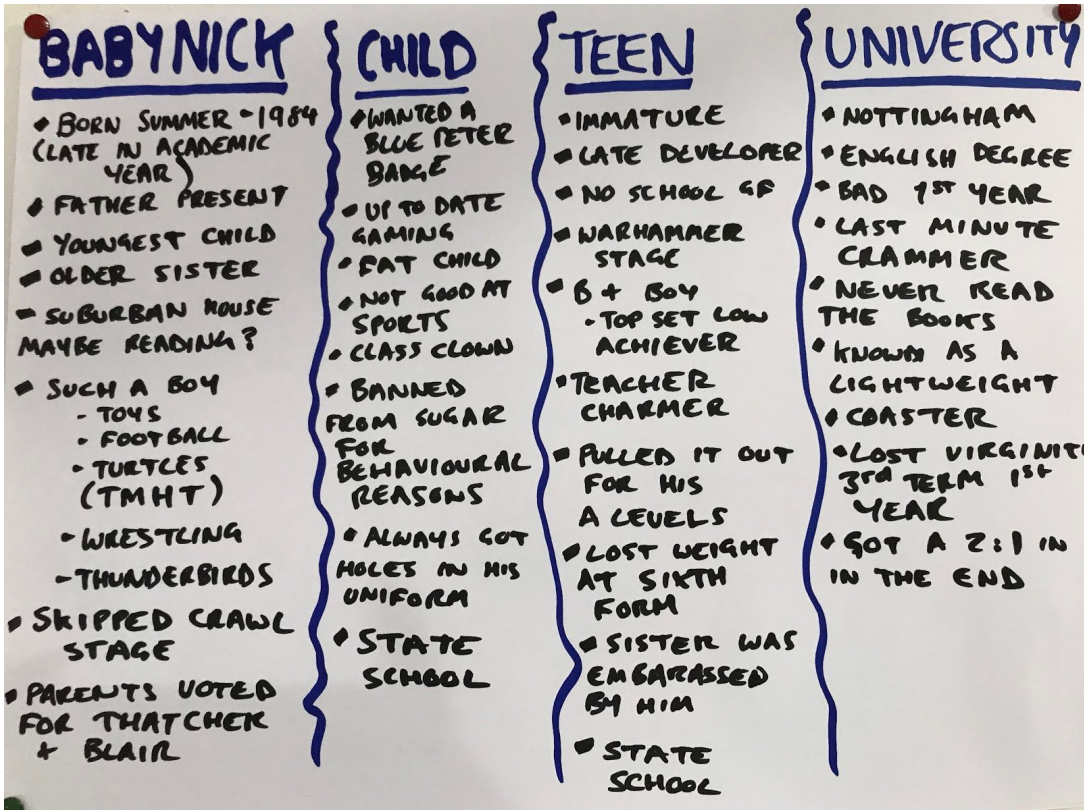 BABY NICK
• BORN SUMMER - 1984
(LATE IN ACADEMIC
YEAR)
• FATHER PRESENT
• YOUNGEST CHILD
• OLDER SISTER
- SUBURBAN HOUSE
MAYBE READING?
• SUCH A BOY
- TOYS
- FOOTBALL
- TURTLES
(TMHT)
- WRESTLING
- THUNDERBIRDS
• SKIPPED CRAWL
STAGE
• PARENTS VOTED
FOR THATCHER
+ BLAIR
CHILD
• WANTED A
BLUE PETER
BADGE
• UP TO DATE
GAMING
• FAT CHILD
• NOT GOOD AT
SPORTS
• CLASS CLOWN
• BANNED
FROM SUGAR
FOR
BEHAVIOURAL
REASONS
• ALWAYS GOT
HOLES IN HIS
UNIFORM
• STATE
SCHOOL
TEEN
• IMMATURE
• LATE DEVELOPER
• NO SCHOOL GF
• WARHAMMER
STAGE
• B + BOY
- TOP SET LOW
ACHIEVER
• TEACHER
CHARMER
• PULLED IT OUT
FOR HIS
A LEVELS
• LOST WEIGHT
AT SIXTH
FORM
• SISTER WAS
EMBARASSED
BY HIM
• STATE
SCHOOL
UNIVERSITY
• NOTTINGHAM
• ENGLISH DEGREE
• BAD 1ST YEAR
• LAST MINUTE
CRAMMER
• NEVER READ
THE BOOKS
• KNOWN AS A
LIGHTWEIGHT
• COASTER
• LOST VIRGINIT
3rd TERM 1st
YEAR
• GOT A 2:1 IN
IN THE END